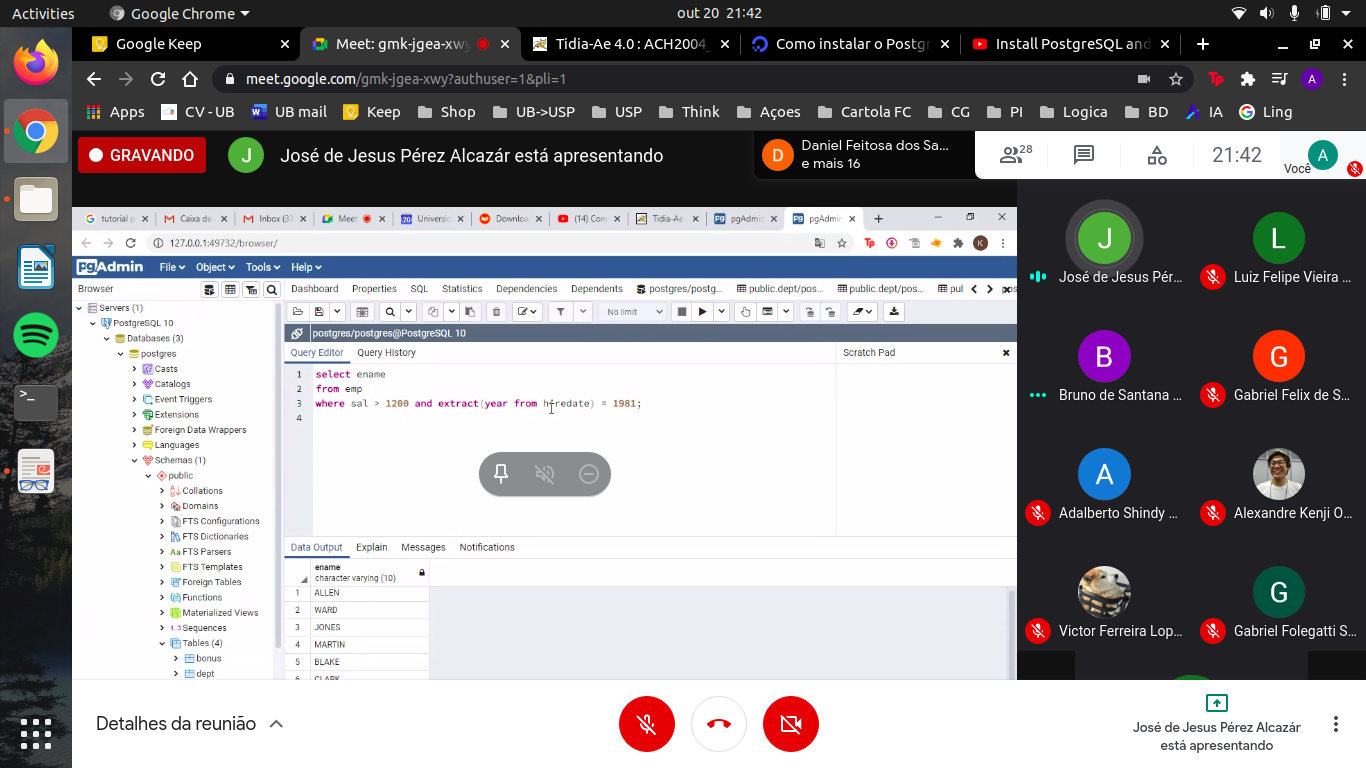 Activities
Google Chrome
out 20 21:42
Google Keep
Meet: gmk-jgea-xwy
Tidia-Ae 4.0 : ACH2004_
Como instalar o Postgr
Install PostgreSQL and
meet.google.com/gmk-jgea-xwy?authuser=1&pli=1
A
Apps
CV - UB
UB mail
Keep
Shop
UB->USP
USP
Think
Açoes
Cartola FC
CG
PI
Logica
BD
IA
Ling
GRAVANDO
J
José de Jesus Pérez Alcazár está apresentando
D
Daniel Feitosa dos Sa...
e mais 16
28
21:42
Você
A
tutorial p
Caixa de
Inbox (33
Meet
Universid
Downloa
(14) Com
Tidia-Ae
pgAdmin
pgAdmin
127.0.0.1:49732/browser/
K
pgAdmin
File
Object
Tools
Help
Browser
Dashboard
Properties
SQL
Statistics
Dependencies
Dependents
postgres/postg...
public.dept/pos...
public.dept/pos...
pul
No limit
postgres/postgres@PostgreSQL 10
Query Editor
Query History
Scratch Pad
1 select ename
2 from emp
3 where sal > 1200 and extract(year from hiredate) = 1981;
4
Servers (1)
PostgreSQL 10
Databases (3)
postgres
Casts
Catalogs
Event Triggers
Extensions
Foreign Data Wrappers
Languages
Schemas (1)
public
Collations
Domains
FTS Configurations
FTS Dictionaries
FTS Parsers
FTS Templates
Foreign Tables
Functions
Materialized Views
Sequences
Tables (4)
bonus
dept
Data Output
Explain
Messages
Notifications
ename
character varying (10)
1 ALLEN
2 WARD
3 JONES
4 MARTIN
5 BLAKE
6 CLARK
J
José de Jesus Pér...
L
Luiz Felipe Vieira ...
B
Bruno de Santana ...
G
Gabriel Felix de S...
A
Adalberto Shindy ...
Alexandre Kenji O...
Victor Ferreira Lop...
G
Gabriel Folegatti S...
Detalhes da reunião
José de Jesus Pérez Alcazár
está apresentando